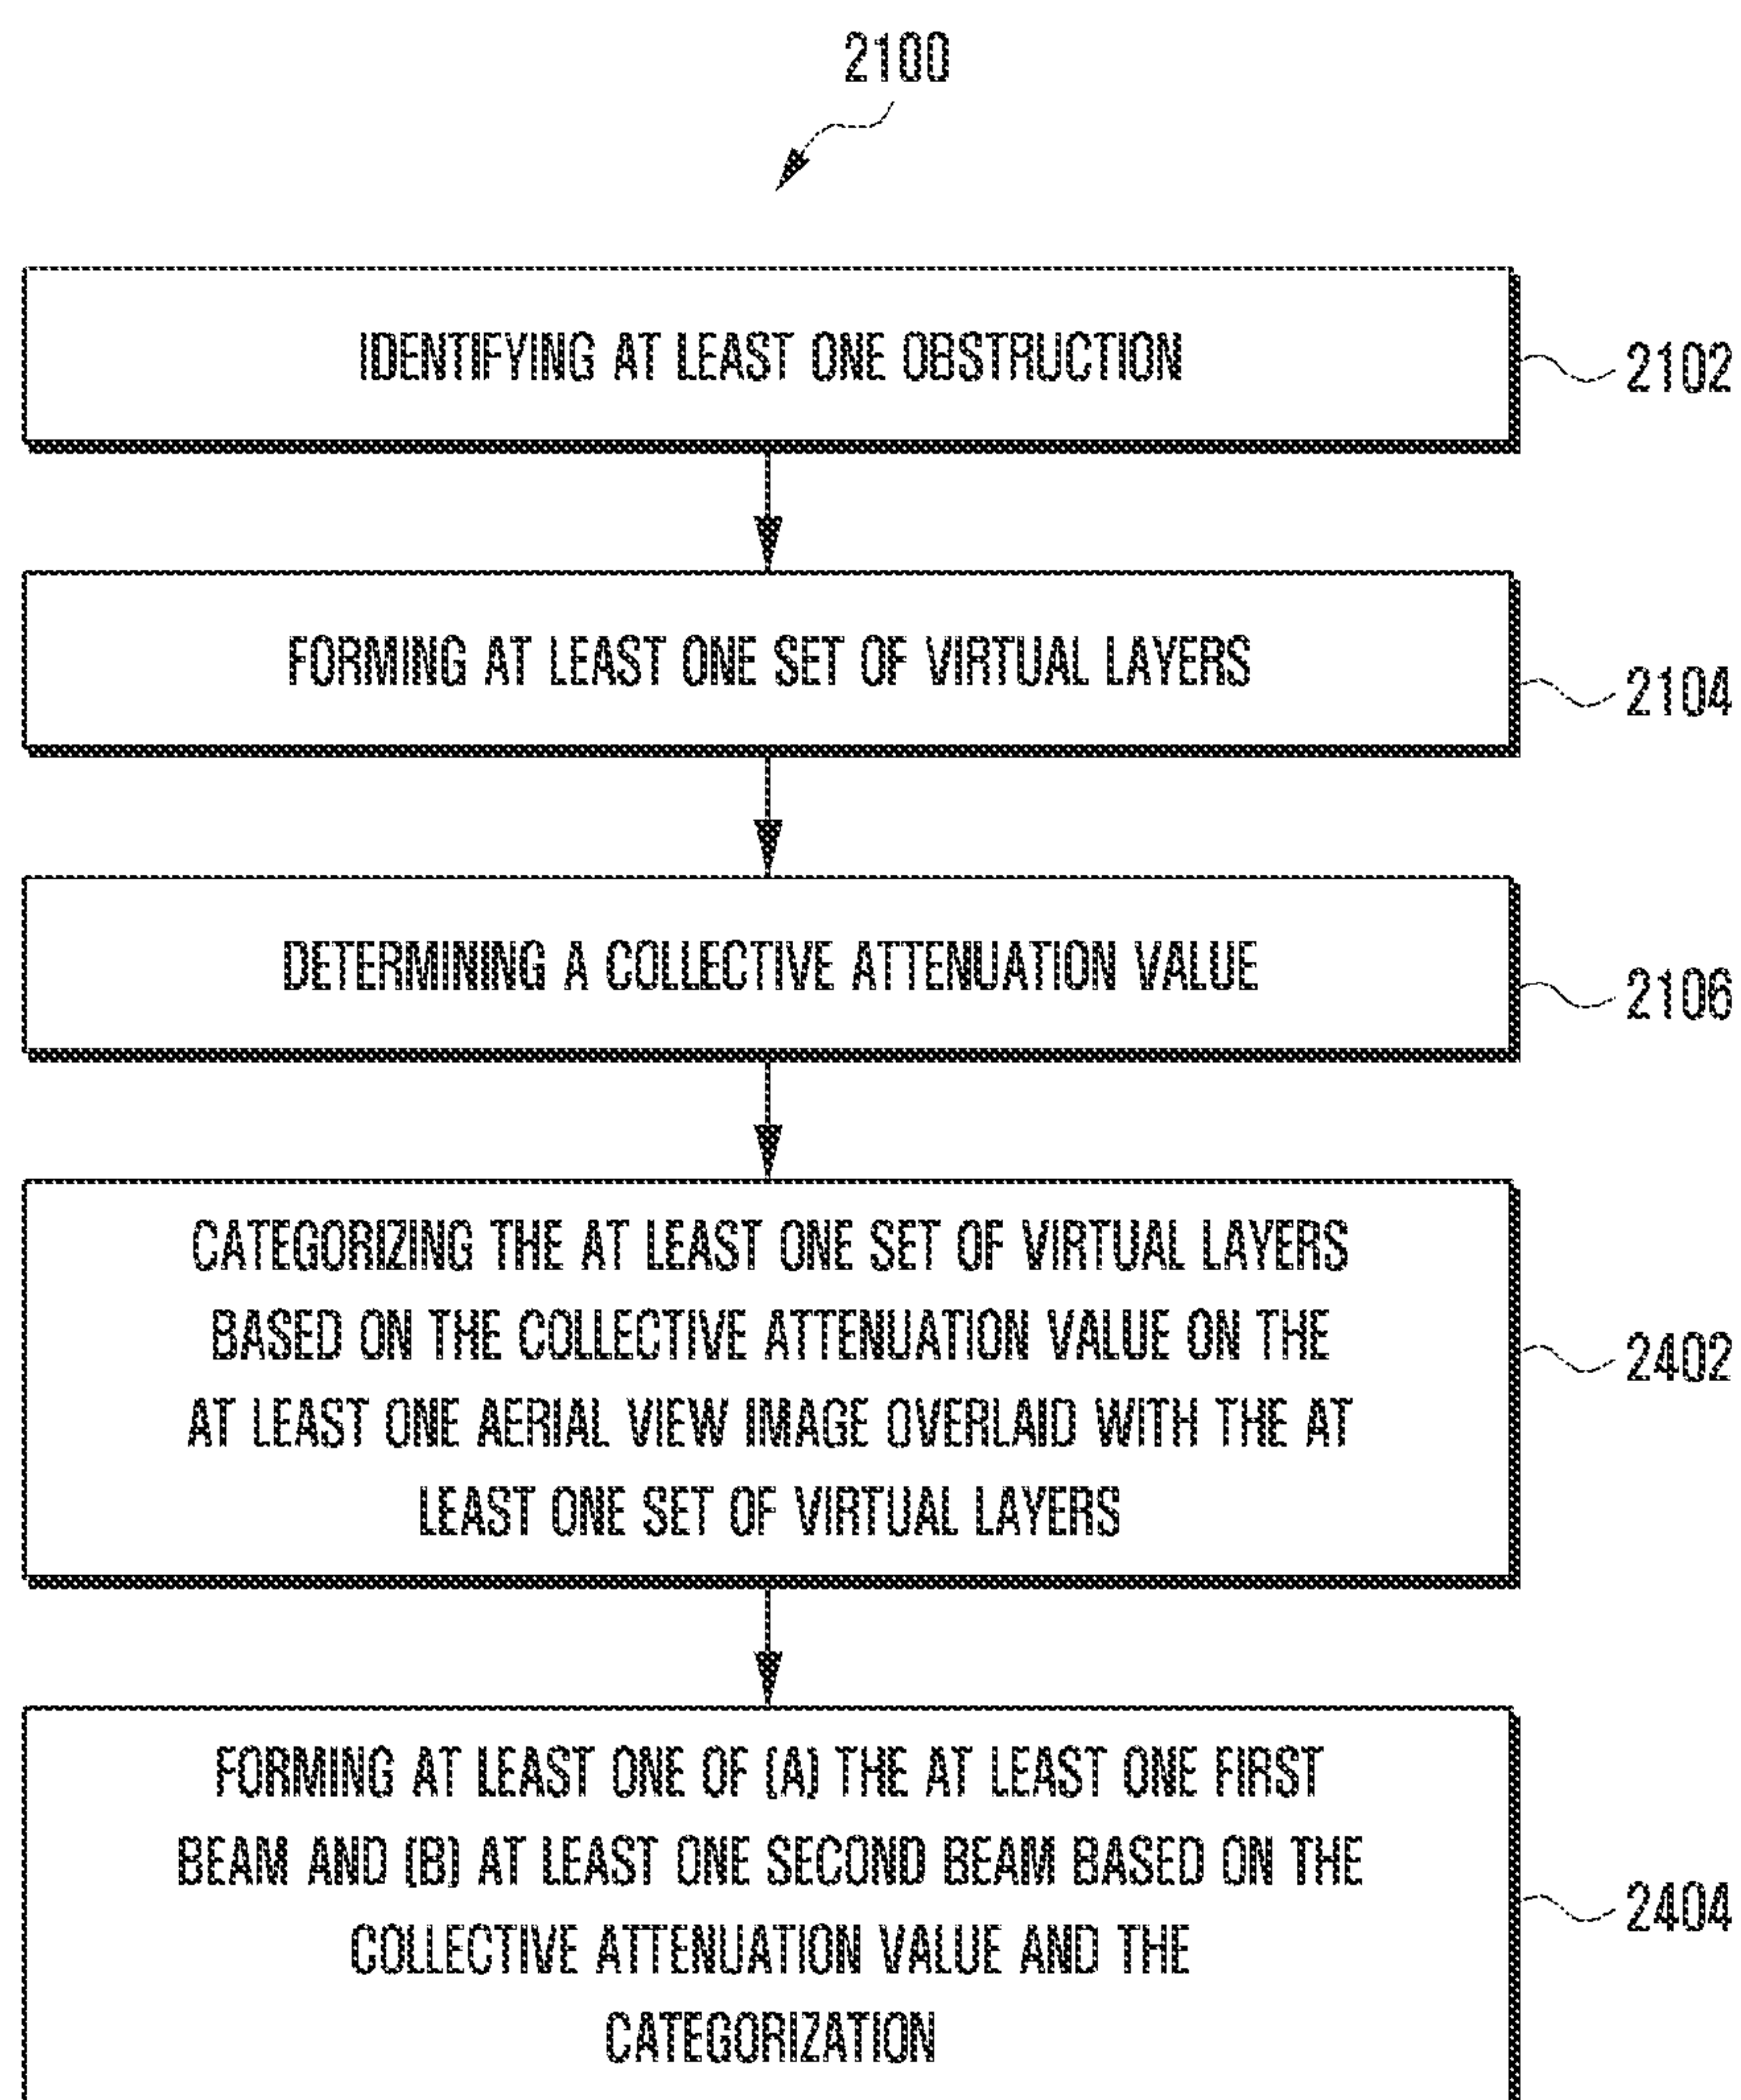 2100
IDENTIFYING AT LEAST ONE OBSTRUCTION
2102
FORMING AT LEAST ONE SET OF VIRTUAL LAYERS
2104
DETERMINING A COLLECTIVE ATTENUATION VALUE
2106
CATEGORIZING THE AT LEAST ONE SET OF VIRTUAL LAYERS
BASED ON THE COLLECTIVE ATTENUATION VALUE ON THE
AT LEAST ONE AERIAL VIEW IMAGE OVERLAID WITH THE AT
LEAST ONE SET OF VIRTUAL LAYERS
2402
FORMING AT LEAST ONE OF (A) THE AT LEAST ONE FIRST
BEAM AND (B) AT LEAST ONE SECOND BEAM BASED ON THE
COLLECTIVE ATTENUATION VALUE AND THE
CATEGORIZATION
2404